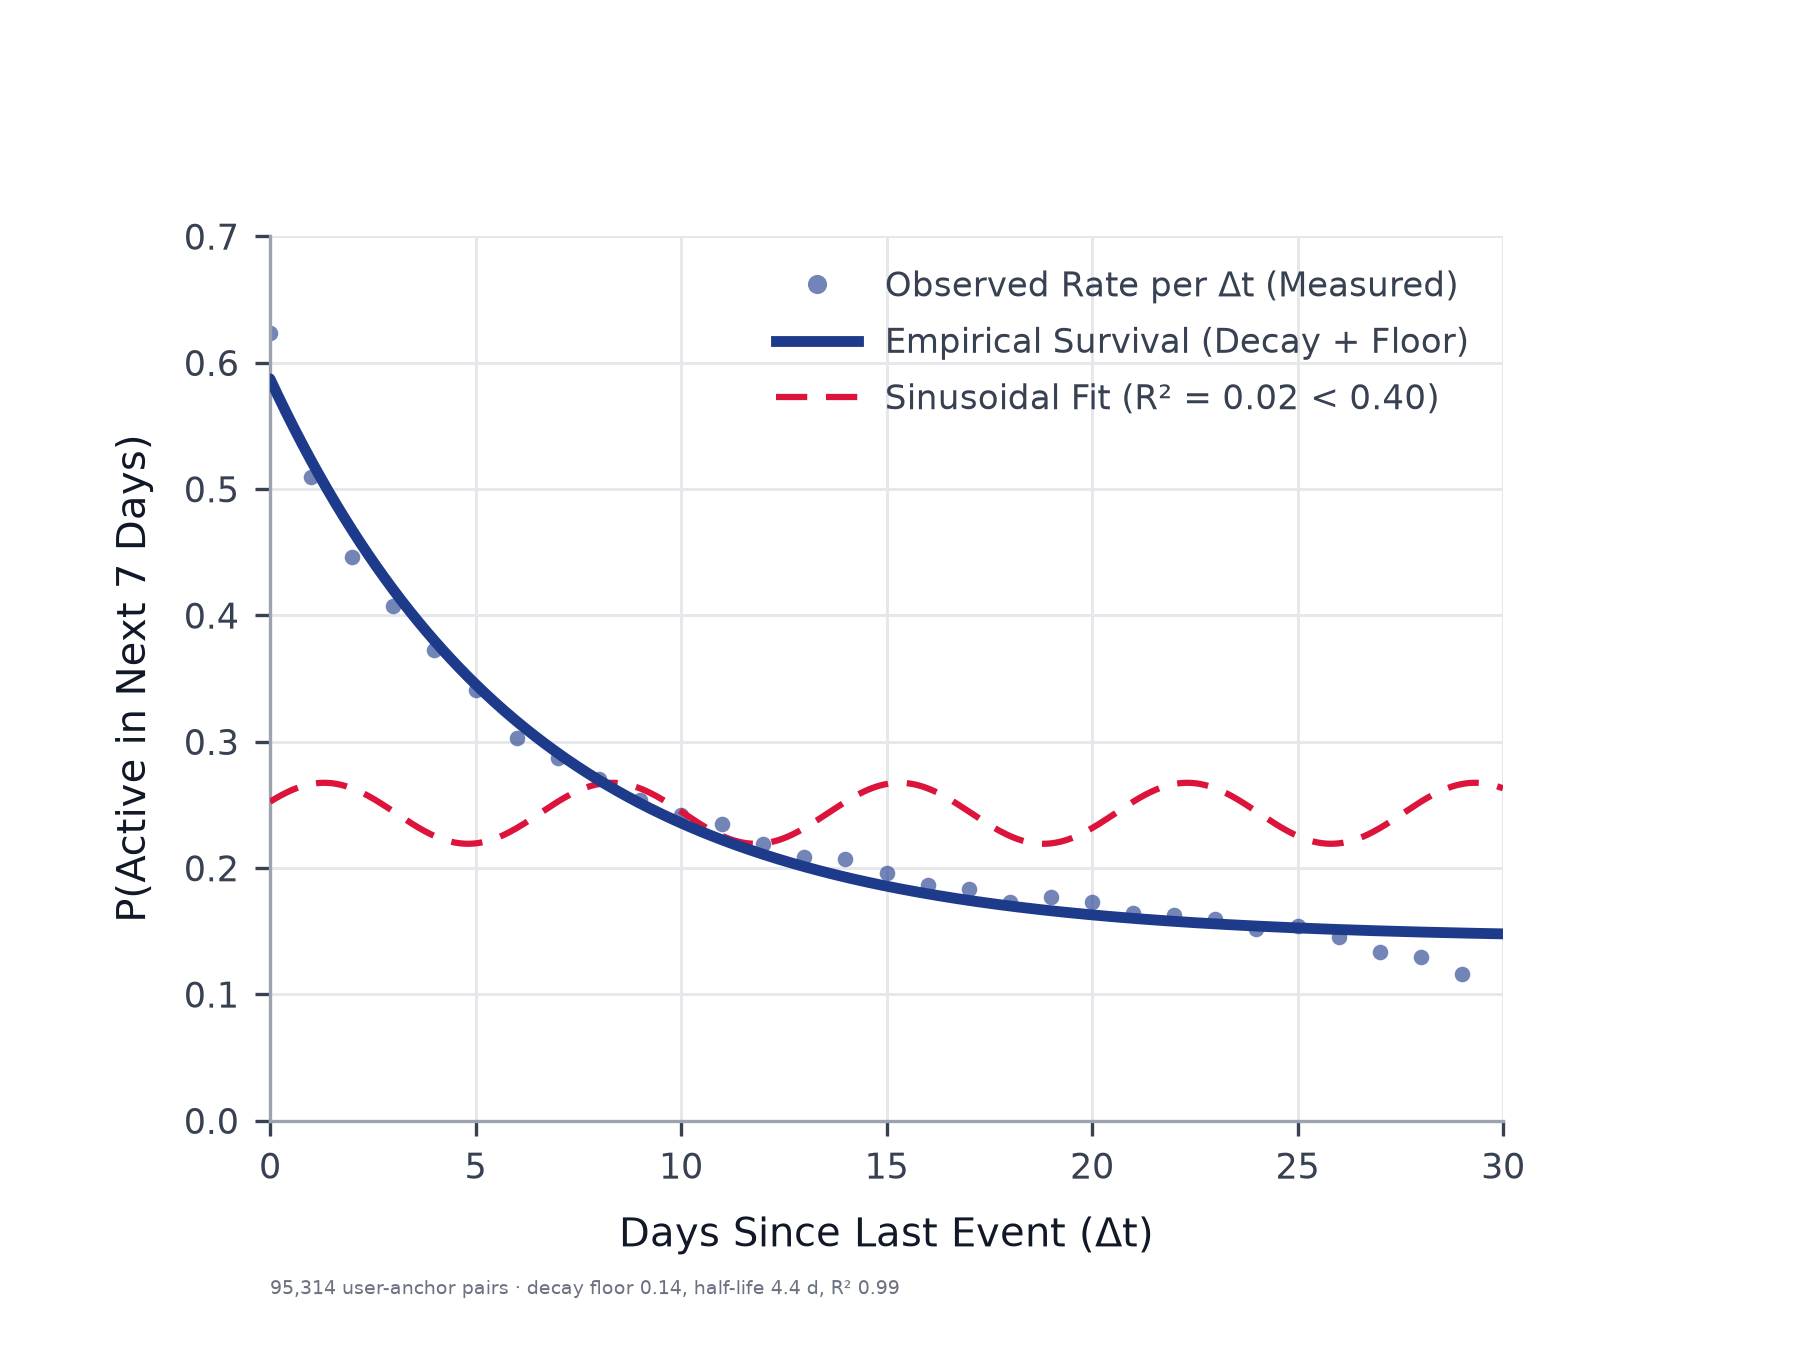 0.7
0.6
0.5
0.4
0.3
0.2
0.1
0.0
P(Active in Next 7 Days)
Observed Rate per Δt (Measured)
Empirical Survival (Decay + Floor)
Sinusoidal Fit (R² = 0.02 < 0.40)
0
5
10
15
20
25
30
Days Since Last Event (Δt)
95,314 user-anchor pairs · decay floor 0.14, half-life 4.4 d, R² 0.99